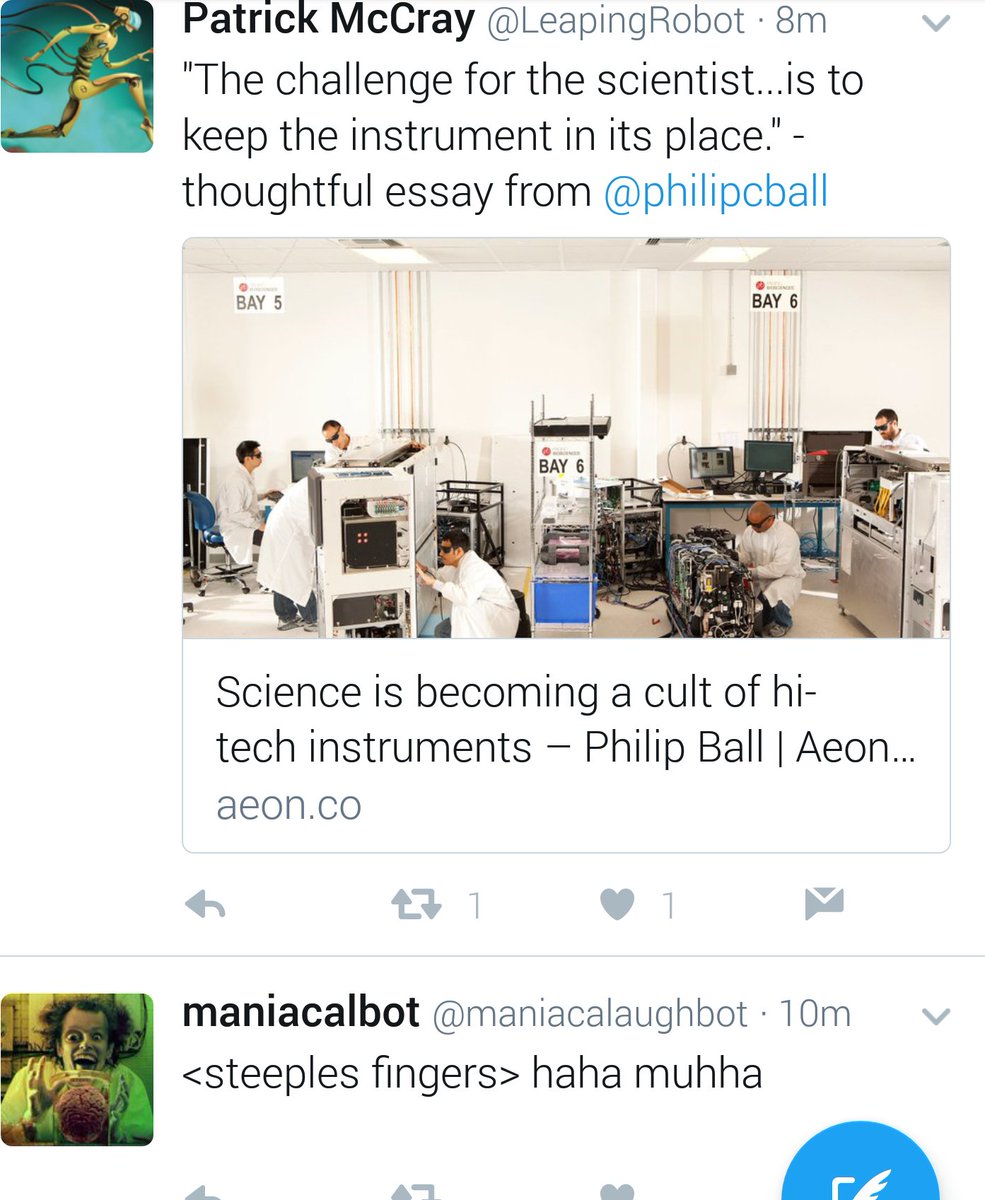 Patrick McCray @LeapingRobot · 8m
"The challenge for the scientist...is to
keep the instrument in its place." -
thoughtful essay from @philipcball
BAY 5
BAY 6
BAY 6
Science is becoming a cult of hi-
tech instruments – Philip Ball | Aeon...
aeon.co
1 1
maniacalbot @maniacalaughbot · 10m
<steeples fingers> haha muhha